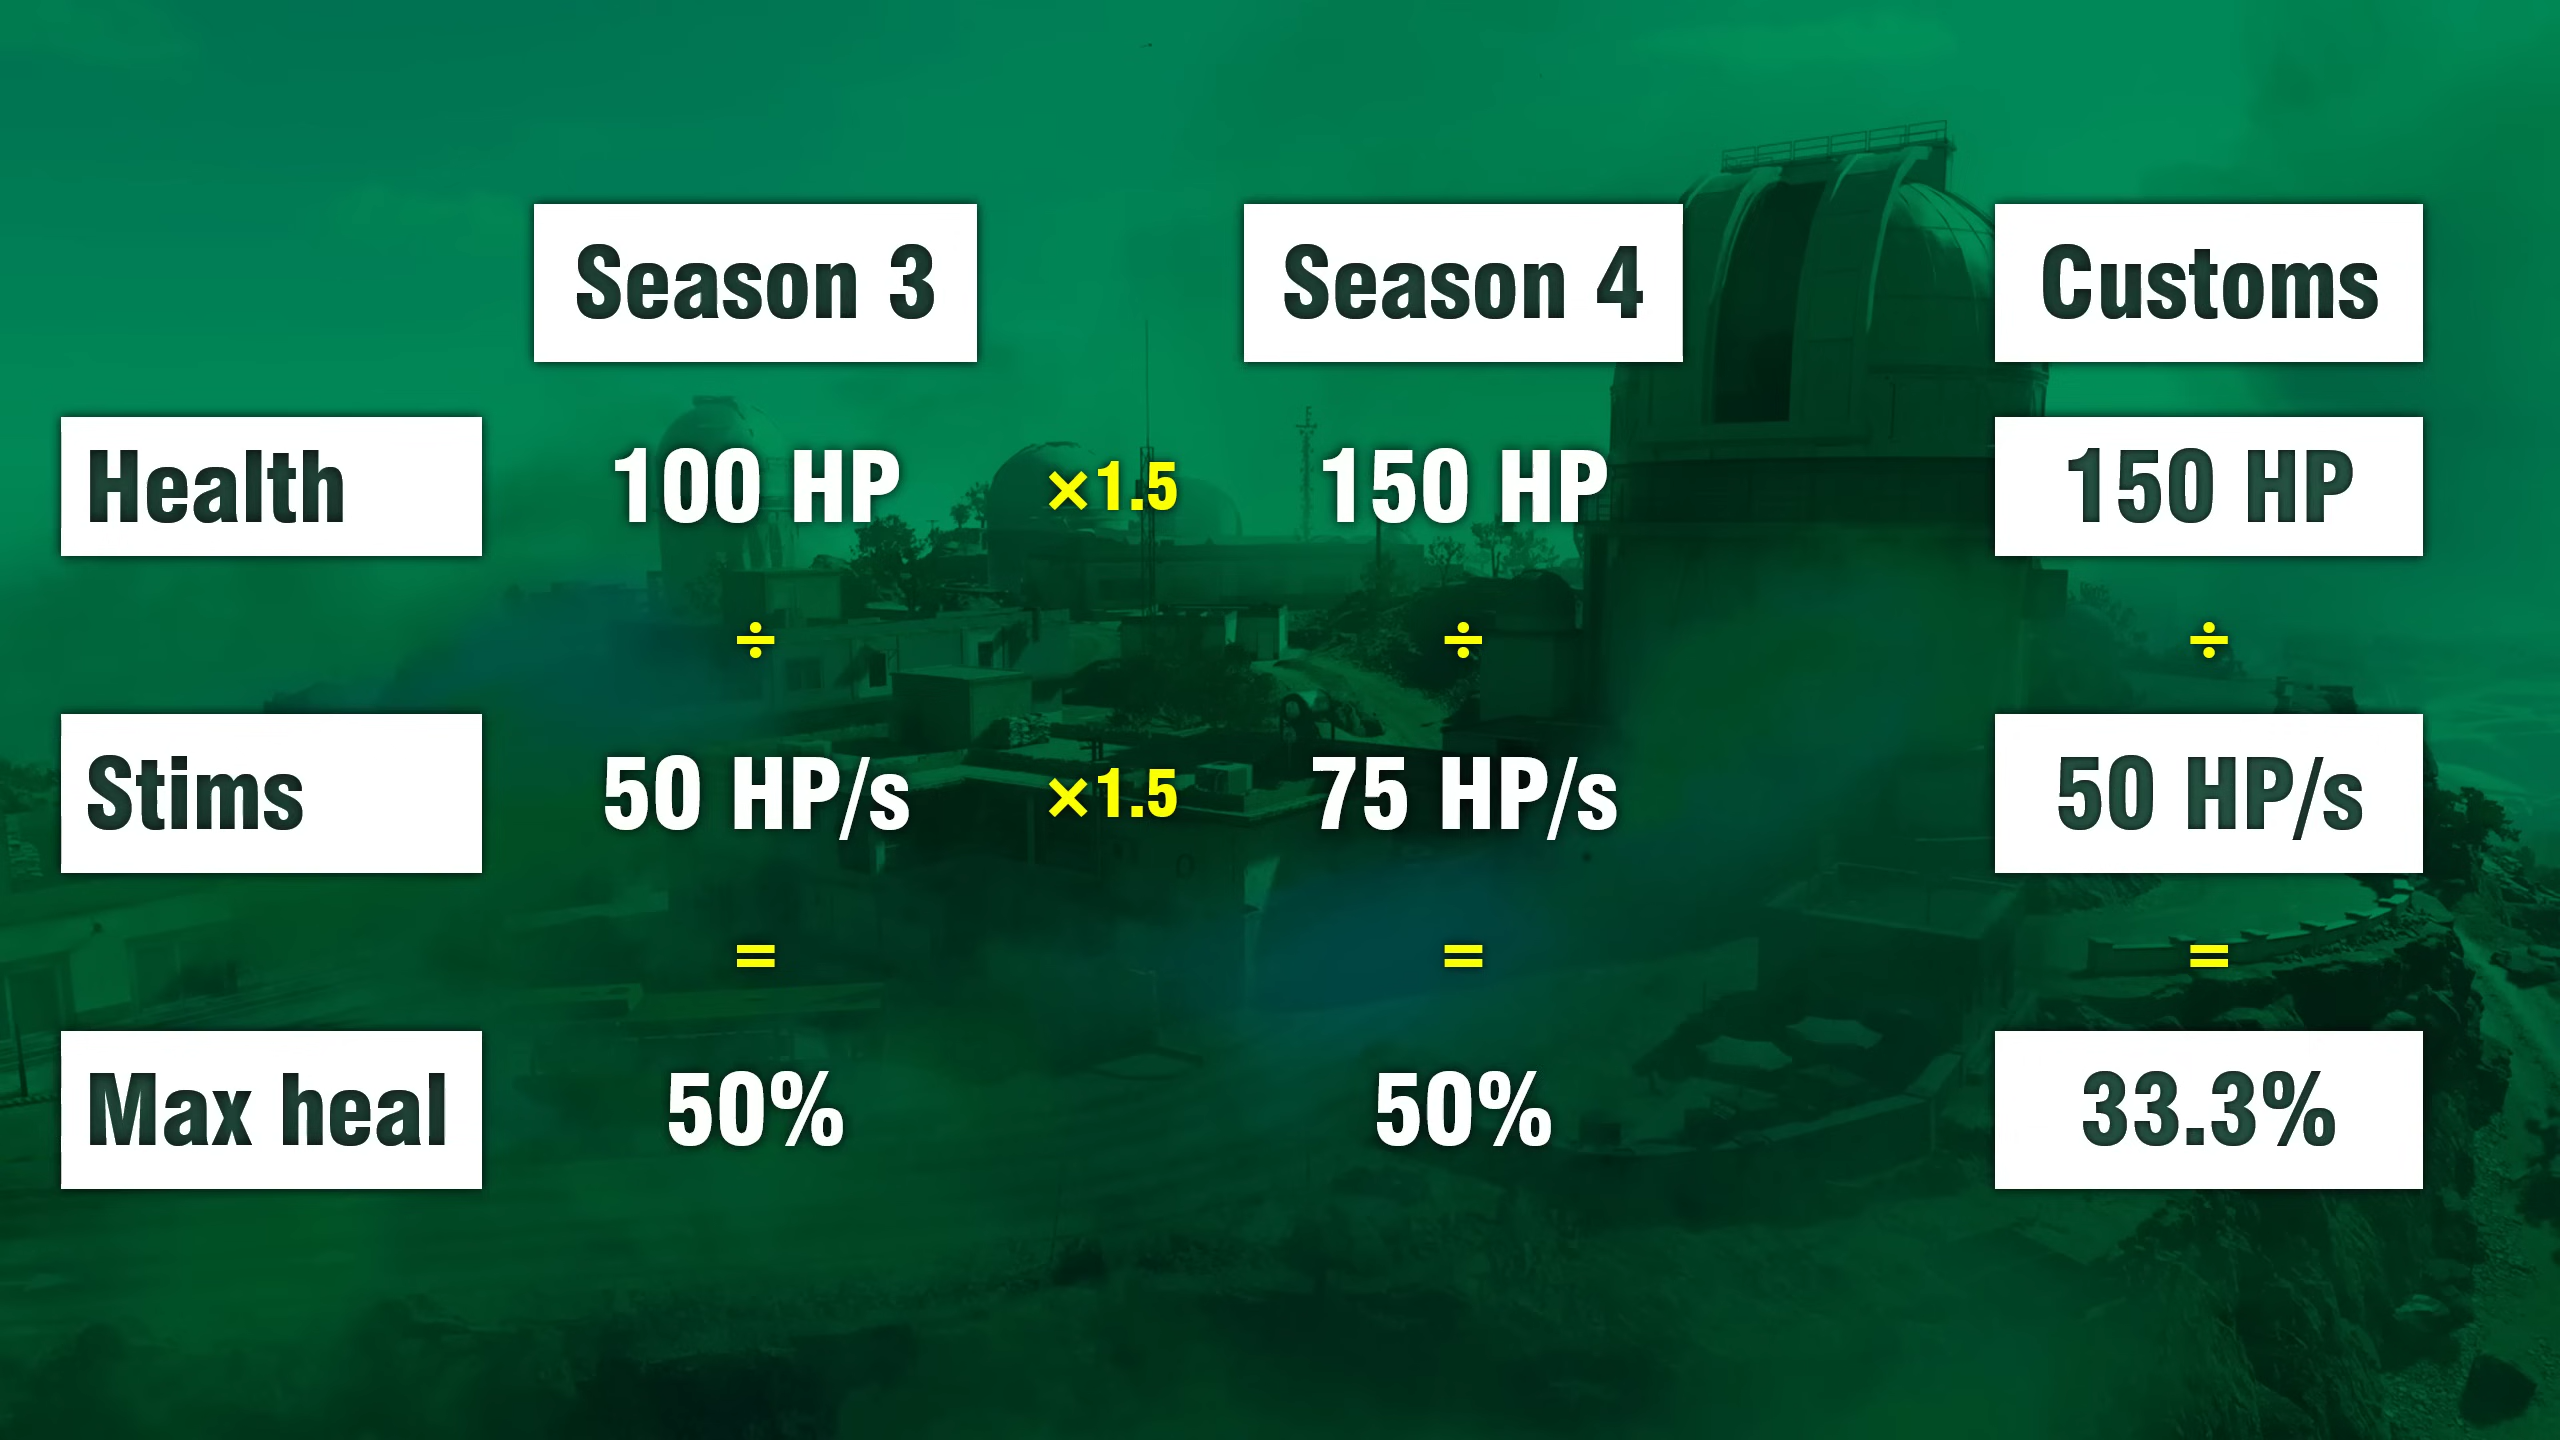 Season 3 Season 4 Customs
Health 100 HP ×1.5 150 HP 150 HP
÷ ÷ ÷
Stims 50 HP/s ×1.5 75 HP/s 50 HP/s
= = =
Max heal 50% 50% 33.3%